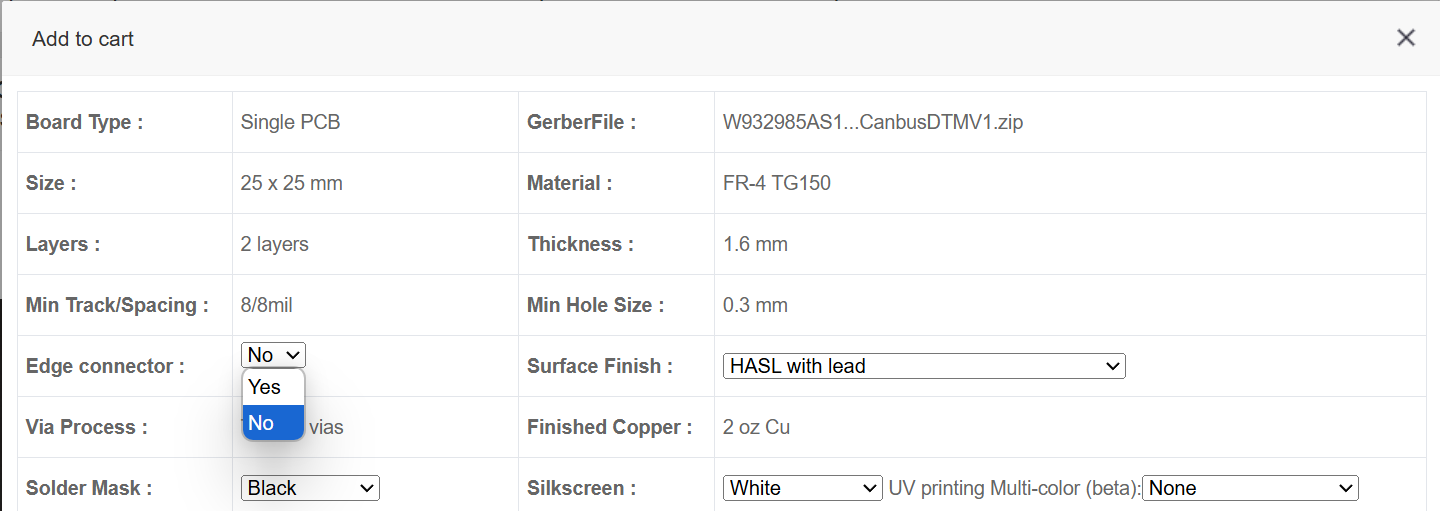 Add to cart
Board Type : Single PCB GerberFile : W932985AS1...CanbusDTMV1.zip
Size : 25 x 25 mm Material : FR-4 TG150
Layers : 2 layers Thickness : 1.6 mm
Min Track/Spacing : 8/8mil Min Hole Size : 0.3 mm
Edge connector : No Surface Finish : HASL with lead
Yes
No
Via Process : vias Finished Copper : 2 oz Cu
Solder Mask : Black Silkscreen : White UV printing Multi-color (beta): None